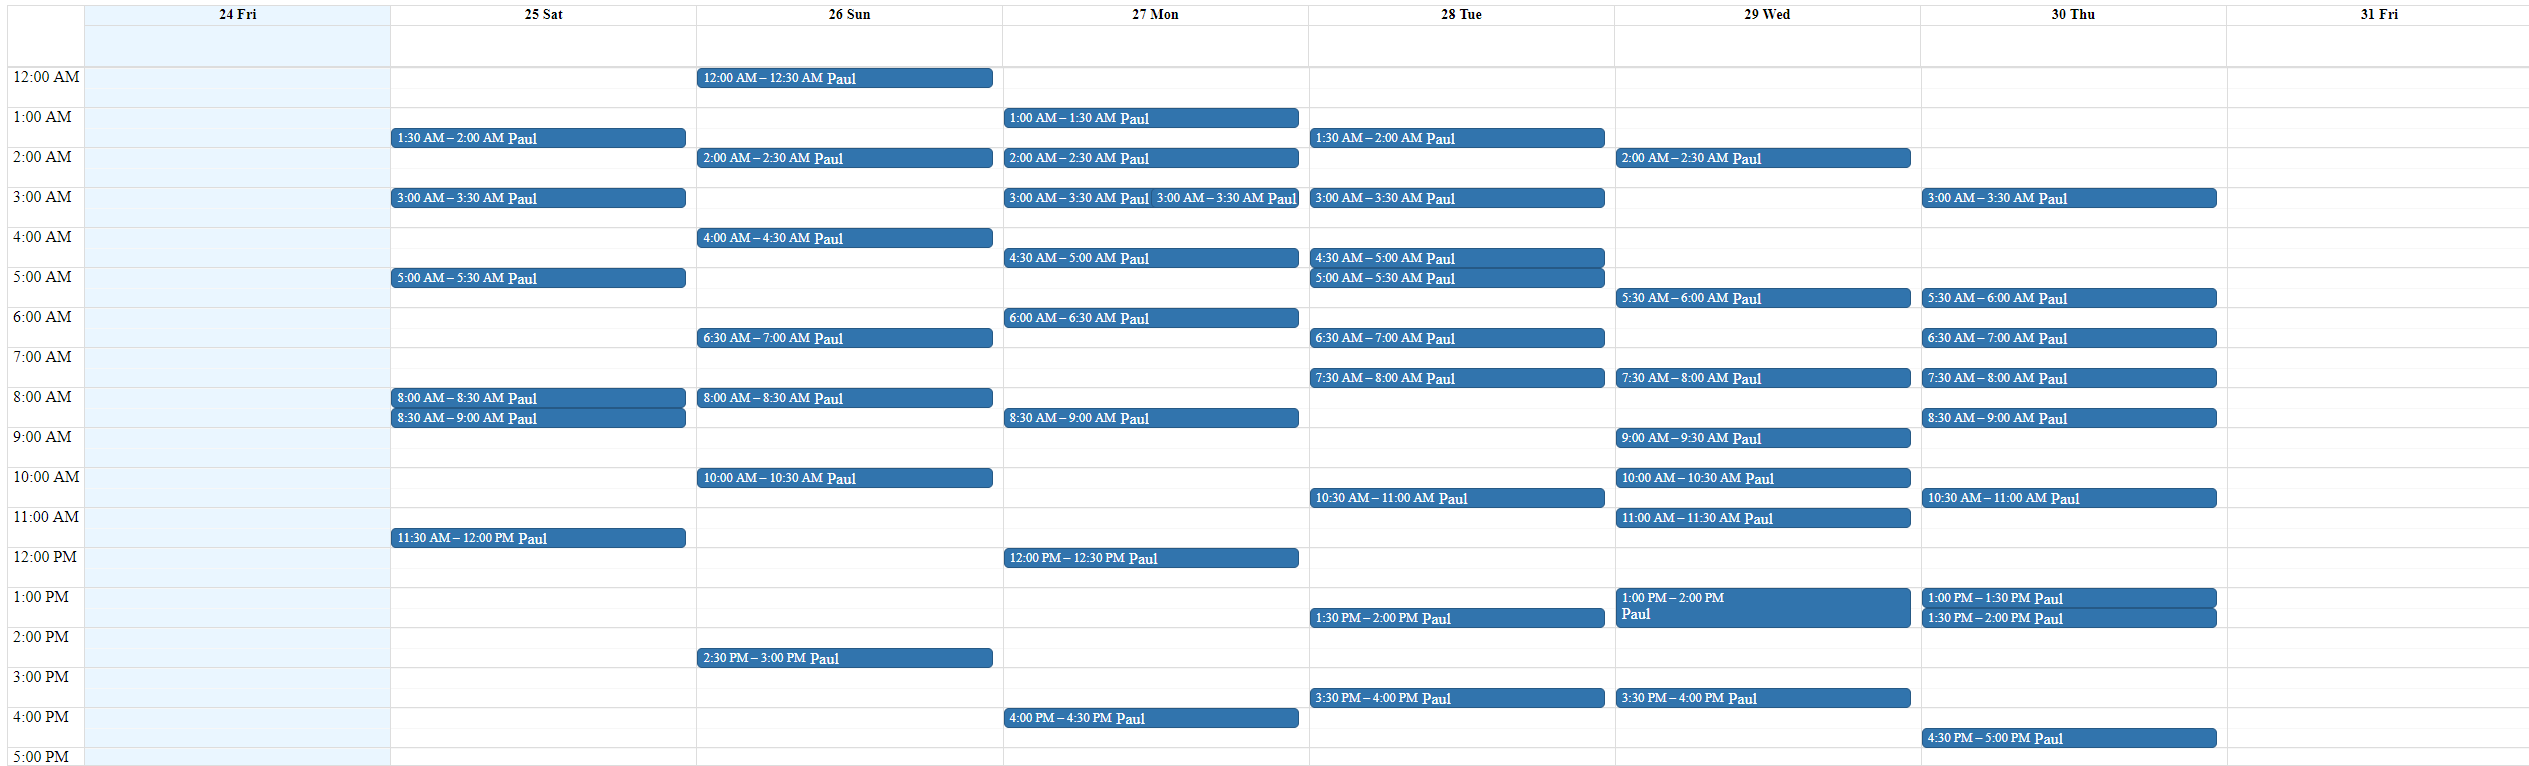 24 Fri 25 Sat 26 Sun 27 Mon 28 Tue 29 Wed 30 Thu 31 Fri
12:00 AM 12:00 AM – 12:30 AM Paul
1:00 AM 1:00 AM – 1:30 AM Paul
1:30 AM – 2:00 AM Paul 1:30 AM – 2:00 AM Paul
2:00 AM 2:00 AM – 2:30 AM Paul 2:00 AM – 2:30 AM Paul 2:00 AM – 2:30 AM Paul
3:00 AM 3:00 AM – 3:30 AM Paul 3:00 AM – 3:30 AM Paul 3:00 AM – 3:30 AM Paul 3:00 AM – 3:30 AM Paul 3:00 AM – 3:30 AM Paul
4:00 AM 4:00 AM – 4:30 AM Paul
4:30 AM – 5:00 AM Paul 4:30 AM – 5:00 AM Paul
5:00 AM 5:00 AM – 5:30 AM Paul 5:00 AM – 5:30 AM Paul
5:30 AM – 6:00 AM Paul 5:30 AM – 6:00 AM Paul
6:00 AM 6:00 AM – 6:30 AM Paul
6:30 AM – 7:00 AM Paul 6:30 AM – 7:00 AM Paul 6:30 AM – 7:00 AM Paul
7:00 AM
7:30 AM – 8:00 AM Paul 7:30 AM – 8:00 AM Paul 7:30 AM – 8:00 AM Paul
8:00 AM 8:00 AM – 8:30 AM Paul 8:00 AM – 8:30 AM Paul
8:30 AM – 9:00 AM Paul 8:30 AM – 9:00 AM Paul 8:30 AM – 9:00 AM Paul
9:00 AM 9:00 AM – 9:30 AM Paul
10:00 AM 10:00 AM – 10:30 AM Paul 10:00 AM – 10:30 AM Paul
10:30 AM – 11:00 AM Paul 10:30 AM – 11:00 AM Paul
11:00 AM 11:00 AM – 11:30 AM Paul
11:30 AM – 12:00 PM Paul
12:00 PM 12:00 PM – 12:30 PM Paul
1:00 PM 1:00 PM – 2:00 PM 1:00 PM – 1:30 PM Paul
1:30 PM – 2:00 PM Paul Paul 1:30 PM – 2:00 PM Paul
2:00 PM
2:30 PM – 3:00 PM Paul
3:00 PM
3:30 PM – 4:00 PM Paul 3:30 PM – 4:00 PM Paul
4:00 PM 4:00 PM – 4:30 PM Paul
4:30 PM – 5:00 PM Paul
5:00 PM